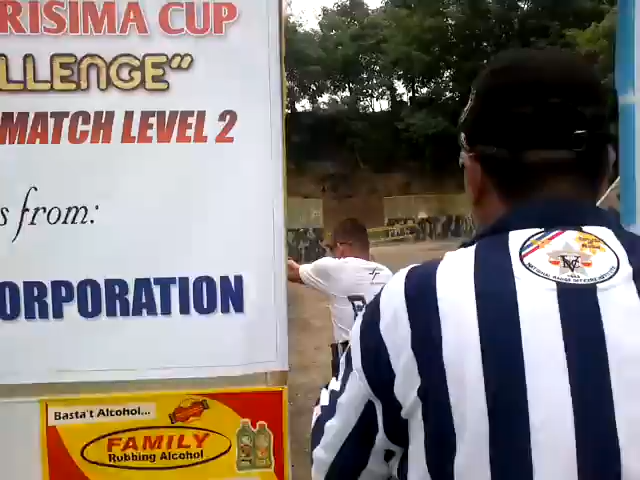 RISIMA CUP
LLENGE"
MATCH LEVEL 2
s from:
ORPORATION
Basta't Alcohol...
FAMILY
Rubbing Alcohol